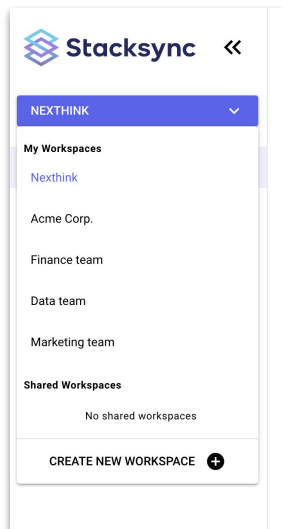 Stacksync
NEXTHINK
My Workspaces
Nexthink
Acme Corp.
Finance team
Data team
Marketing team
Shared Workspaces
No shared workspaces
CREATE NEW WORKSPACE